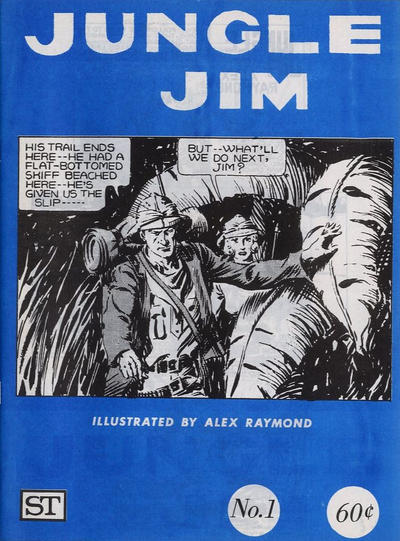 JUNGLE
JIM
HIS TRAIL ENDS
HERE--HE HAD A
FLAT-BOTTOMED
SKIFF BEACHED
HERE--HE'S
GIVEN US THE
SLIP-----
BUT--WHAT'LL
WE DO NEXT,
JIM?
ILLUSTRATED BY ALEX RAYMOND
ST
No. 1
60¢